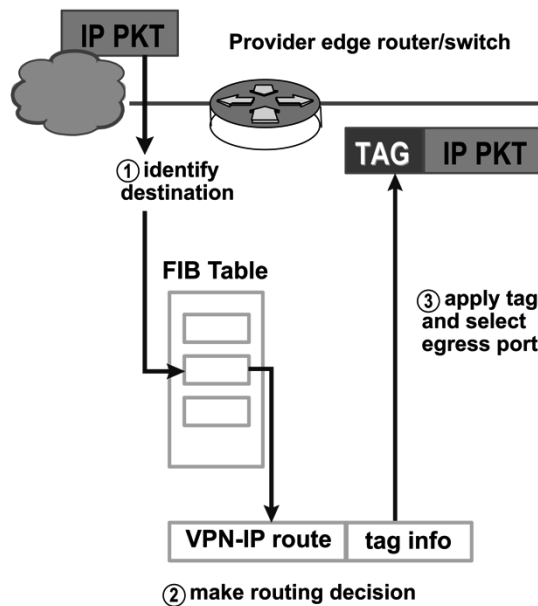 IP PKT
Provider edge router/switch
TAG IP PKT
① identify
destination
FIB Table
③ apply tag
and select
egress port
VPN-IP route tag info
② make routing decision